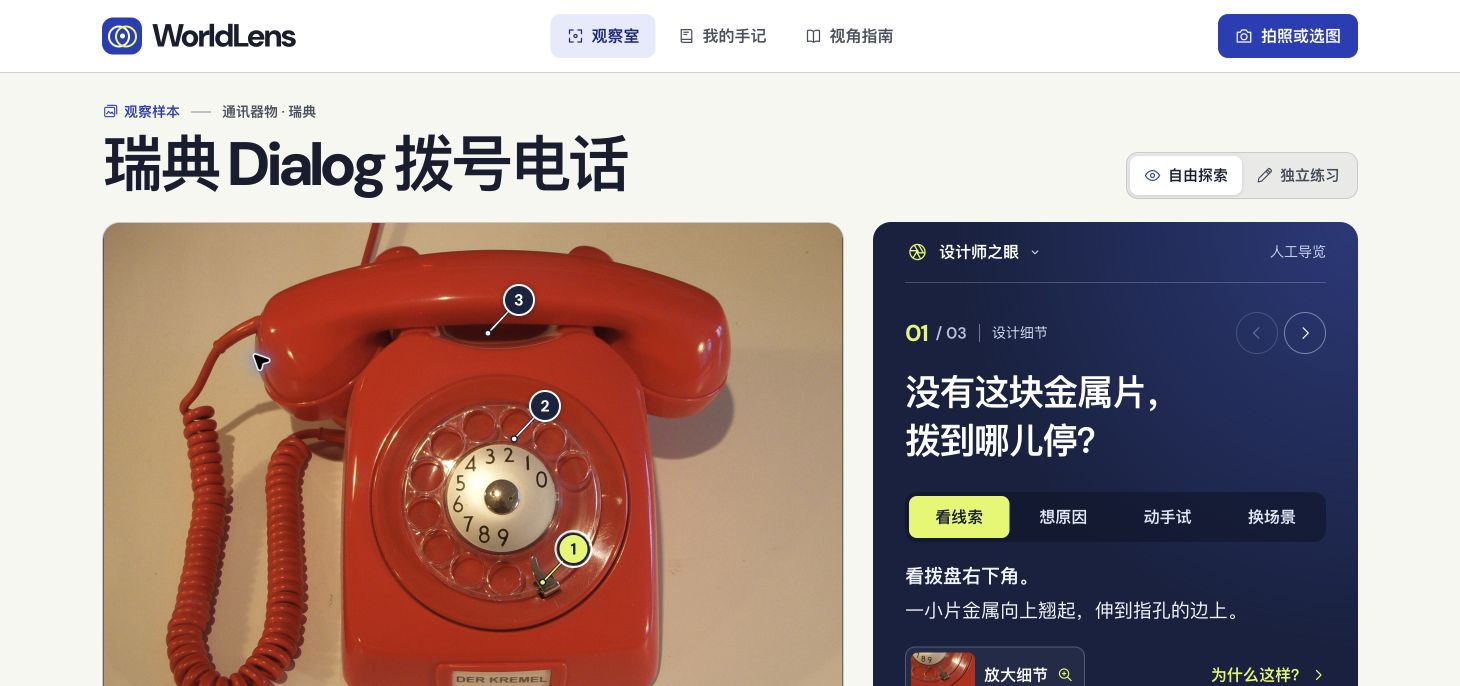 WorldLens
观察室
我的手记
视角指南
拍照或选图
观察样本 — 通讯器物 · 瑞典
瑞典 Dialog 拨号电话
自由探索
独立练习
设计师之眼
人工导览
01 / 03 | 设计细节
没有这块金属片，
拨到哪儿停？
看线索
想原因
动手试
换场景
看拨盘右下角。
一小片金属向上翘起，伸到指孔的边上。
放大细节
为什么这样？
3
2
1
1
2
3
4
5
6
7
8
9
0
DER KREMEL
89